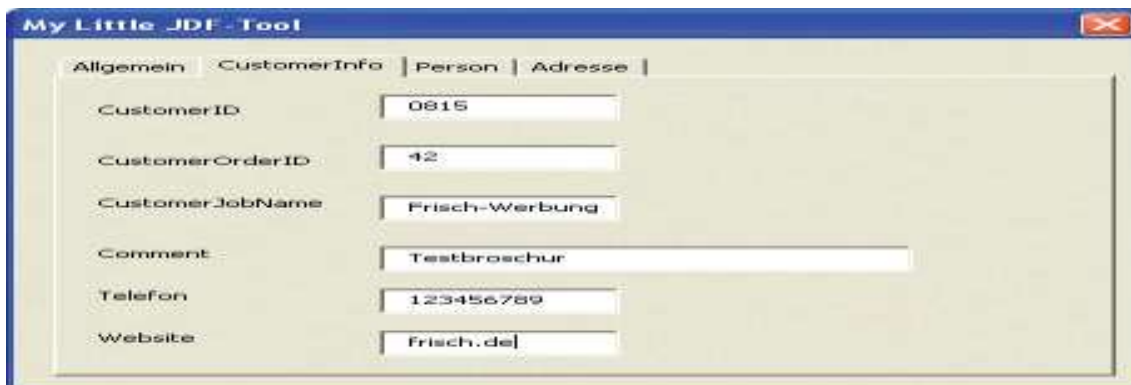 My Little JDF-Tool
Allgemein CustomerInfo Person Adresse
CustomerID 0815
CustomerOrderID 42
CustomerJobName Frisch-Werbung
Comment Testbroschur
Telefon 123456789
Website frisch.de